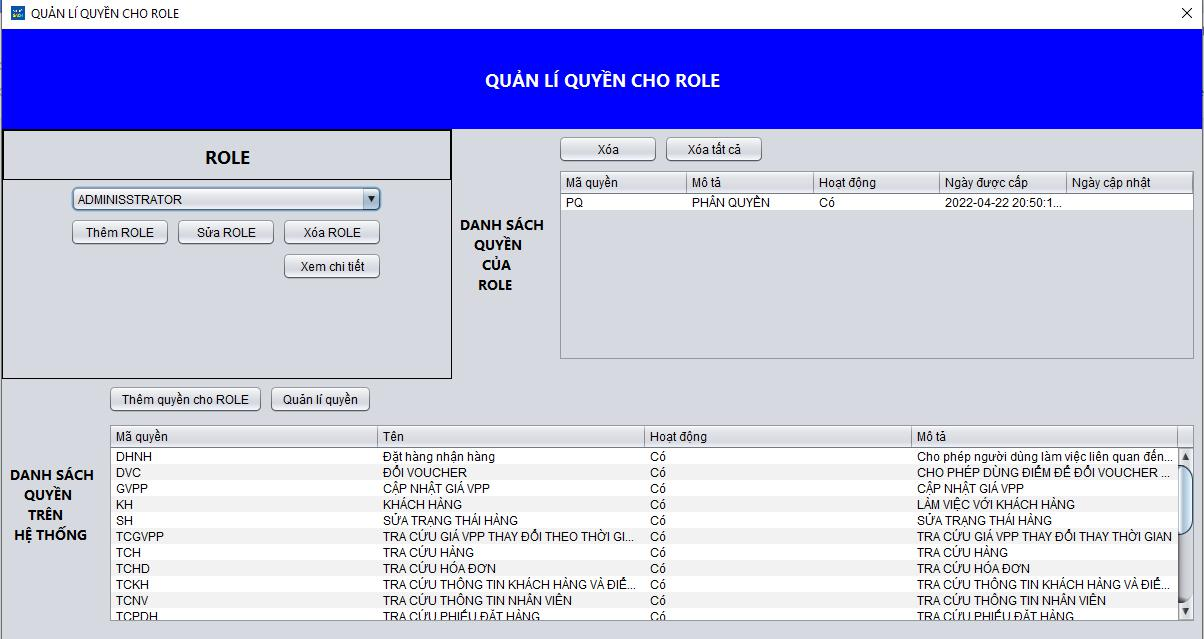 QUẢN LÍ QUYỀN CHO ROLE
QUẢN LÍ QUYỀN CHO ROLE
ROLE
ADMINISSTRATOR
Thêm ROLE Sửa ROLE Xóa ROLE
Xem chi tiết
DANH SÁCH
QUYỀN
CỦA
ROLE
Xóa Xóa tất cả
Mã quyền Mô tả Hoạt động Ngày được cấp Ngày cập nhật
PQ PHÂN QUYỀN Có 2022-04-22 20:50:1...
Thêm quyền cho ROLE Quản lí quyền
DANH SÁCH
QUYỀN
TRÊN
HỆ THỐNG
Mã quyền Tên Hoạt động Mô tả
DHNH Đặt hàng nhận hàng Có Cho phép người dùng làm việc liên quan đến...
DVC ĐỔI VOUCHER Có CHO PHÉP DÙNG ĐIỂM ĐỂ ĐỔI VOUCHER ...
GVPP CẬP NHẬT GIÁ VPP Có CẬP NHẬT GIÁ VPP
KH KHÁCH HÀNG Có LÀM VIỆC VỚI KHÁCH HÀNG
SH SỬA TRẠNG THÁI HÀNG Có SỬA TRẠNG THÁI HÀNG
TCGVPP TRA CỨU GIÁ VPP THAY ĐỔI THEO THỜI GI... Có TRA CỨU GIÁ VPP THAY ĐỔI THAY THỜI GIAN
TCH TRA CỨU HÀNG Có TRA CỨU HÀNG
TCHD TRA CỨU HÓA ĐƠN Có TRA CỨU HÓA ĐƠN
TCKH TRA CỨU THÔNG TIN KHÁCH HÀNG VÀ ĐIỂ... Có TRA CỨU THÔNG TIN KHÁCH HÀNG VÀ ĐIỂ...
TCNV TRA CỨU THÔNG TIN NHÂN VIÊN Có TRA CỨU THÔNG TIN NHÂN VIÊN
TCPDH TRA CỨU PHIẾU ĐẶT HÀNG Có TRA CỨU PHIẾU ĐẶT HÀNG